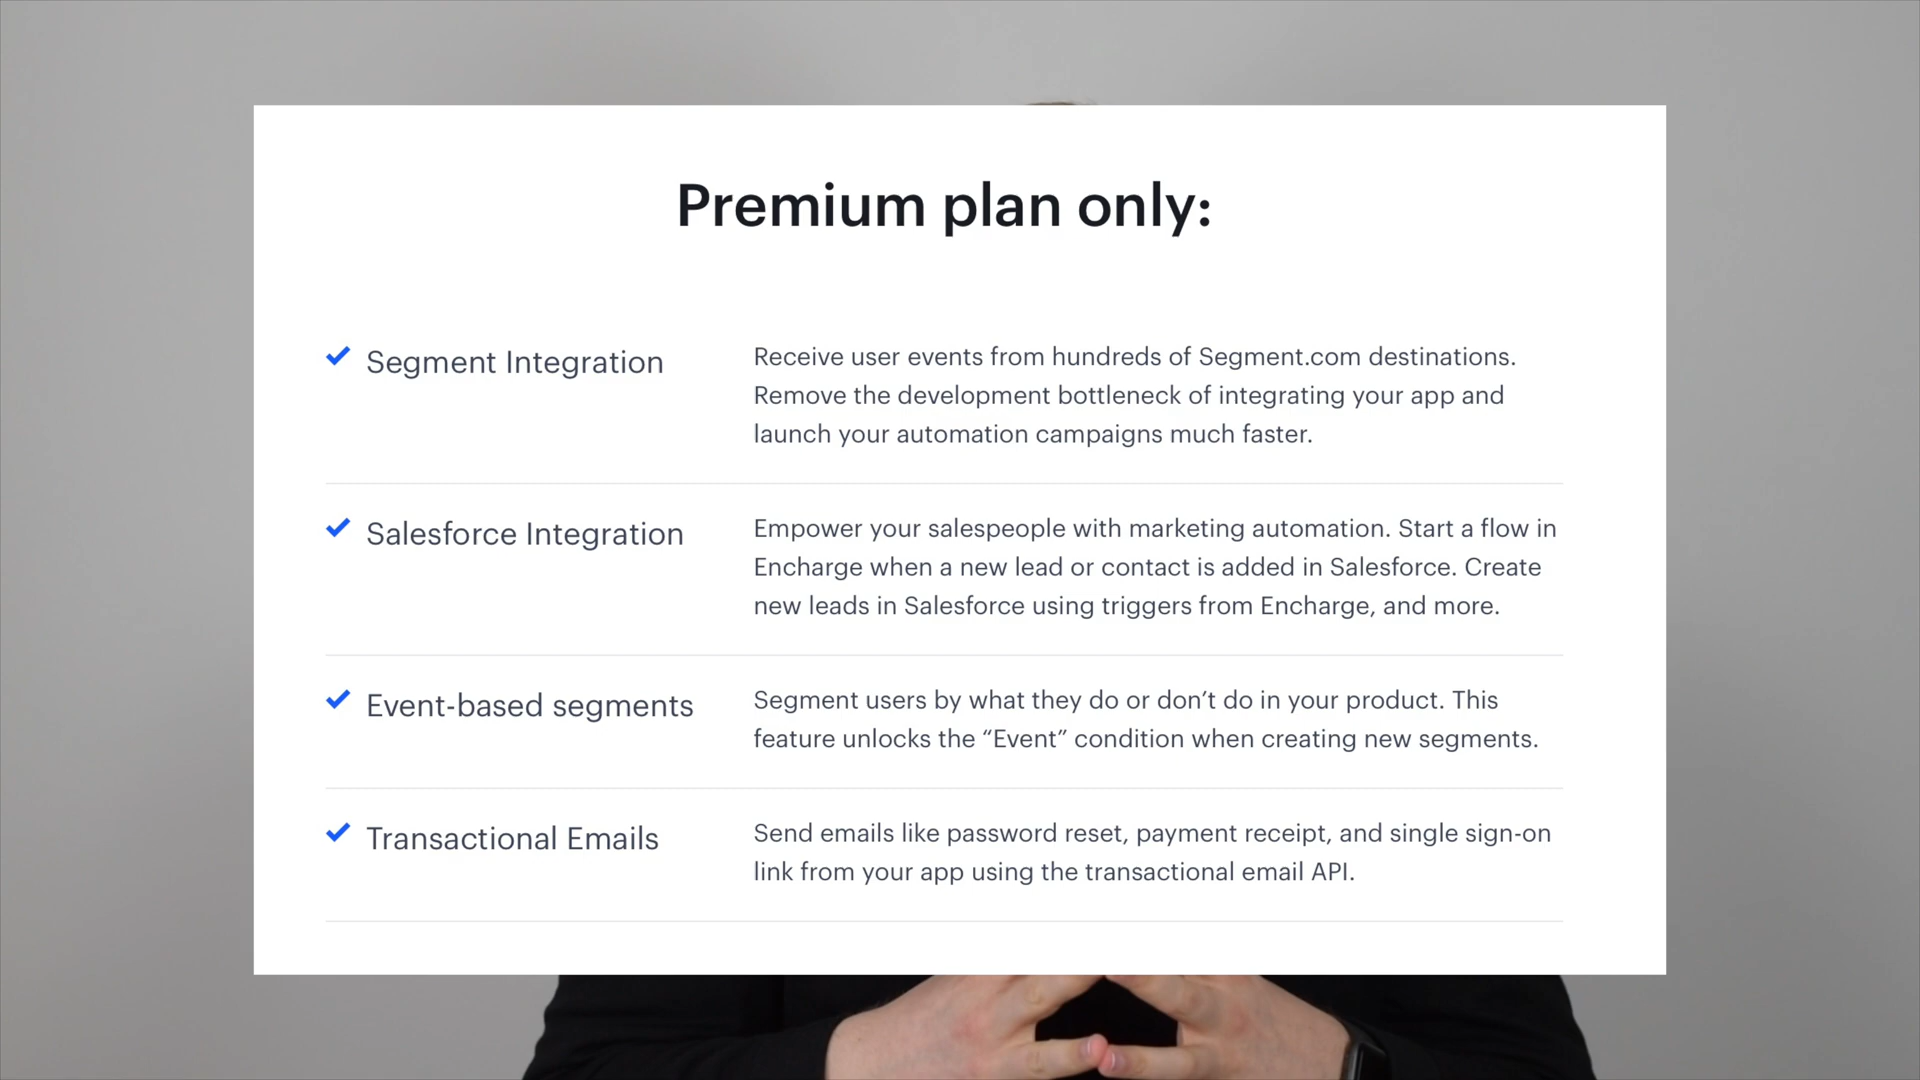 Premium plan only:
Segment Integration
Receive user events from hundreds of Segment.com destinations.
Remove the development bottleneck of integrating your app and
launch your automation campaigns much faster.
Salesforce Integration
Empower your salespeople with marketing automation. Start a flow in
Encharge when a new lead or contact is added in Salesforce. Create
new leads in Salesforce using triggers from Encharge, and more.
Event-based segments
Segment users by what they do or don’t do in your product. This
feature unlocks the “Event” condition when creating new segments.
Transactional Emails
Send emails like password reset, payment receipt, and single sign-on
link from your app using the transactional email API.